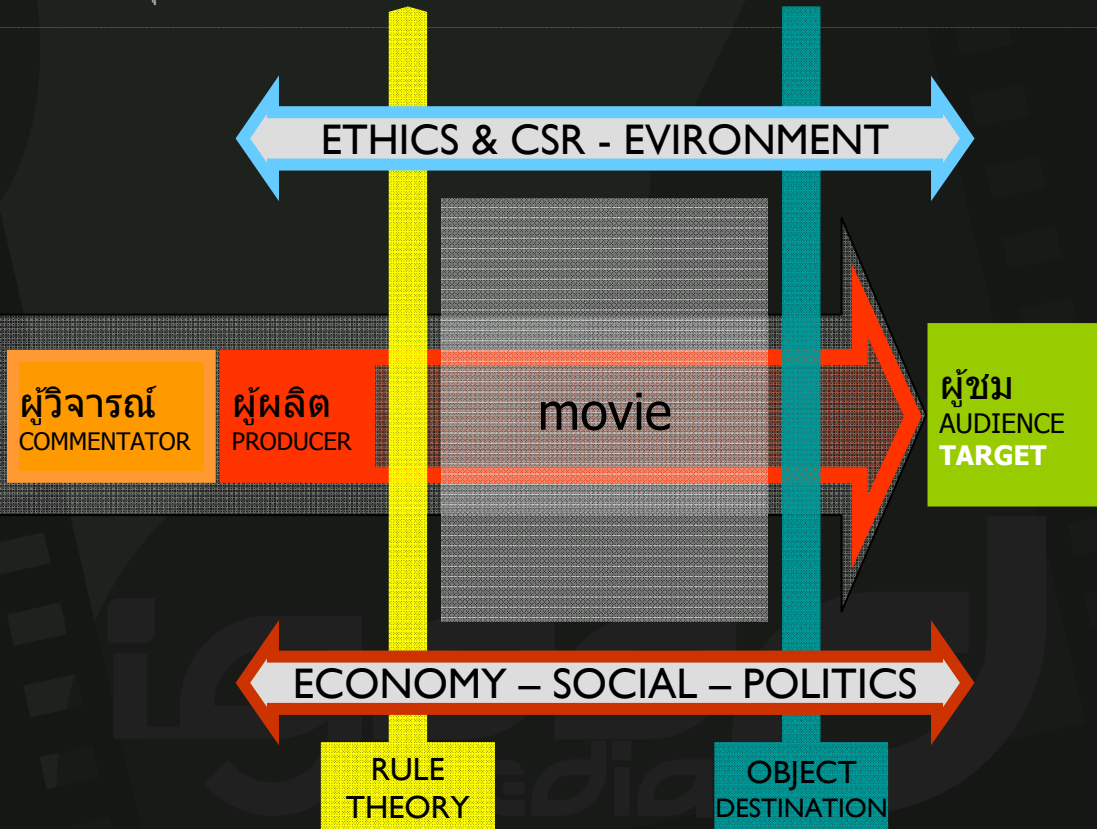 ETHICS & CSR - EVIRONMENT
ผู้วิจารณ์
COMMENTATOR
ผู้ผลิต
PRODUCER
movie
ผู้ชม
AUDIENCE
TARGET
ECONOMY – SOCIAL – POLITICS
RULE
THEORY
OBJECT
DESTINATION